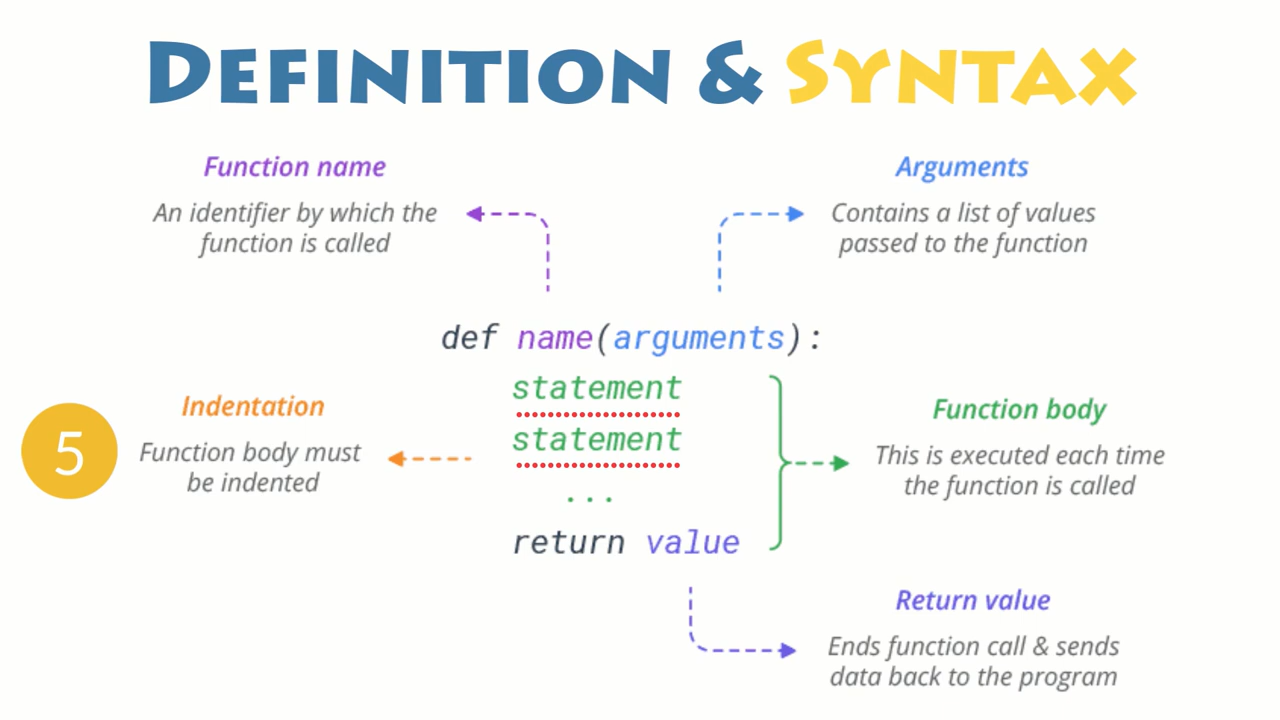 DEFINITION & SYNTAX
Function name
An identifier by which the
function is called
Arguments
Contains a list of values
passed to the function
def name(arguments):
statement
statement
...
return value
5
Indentation
Function body must
be indented
Function body
This is executed each time
the function is called
Return value
Ends function call & sends
data back to the program